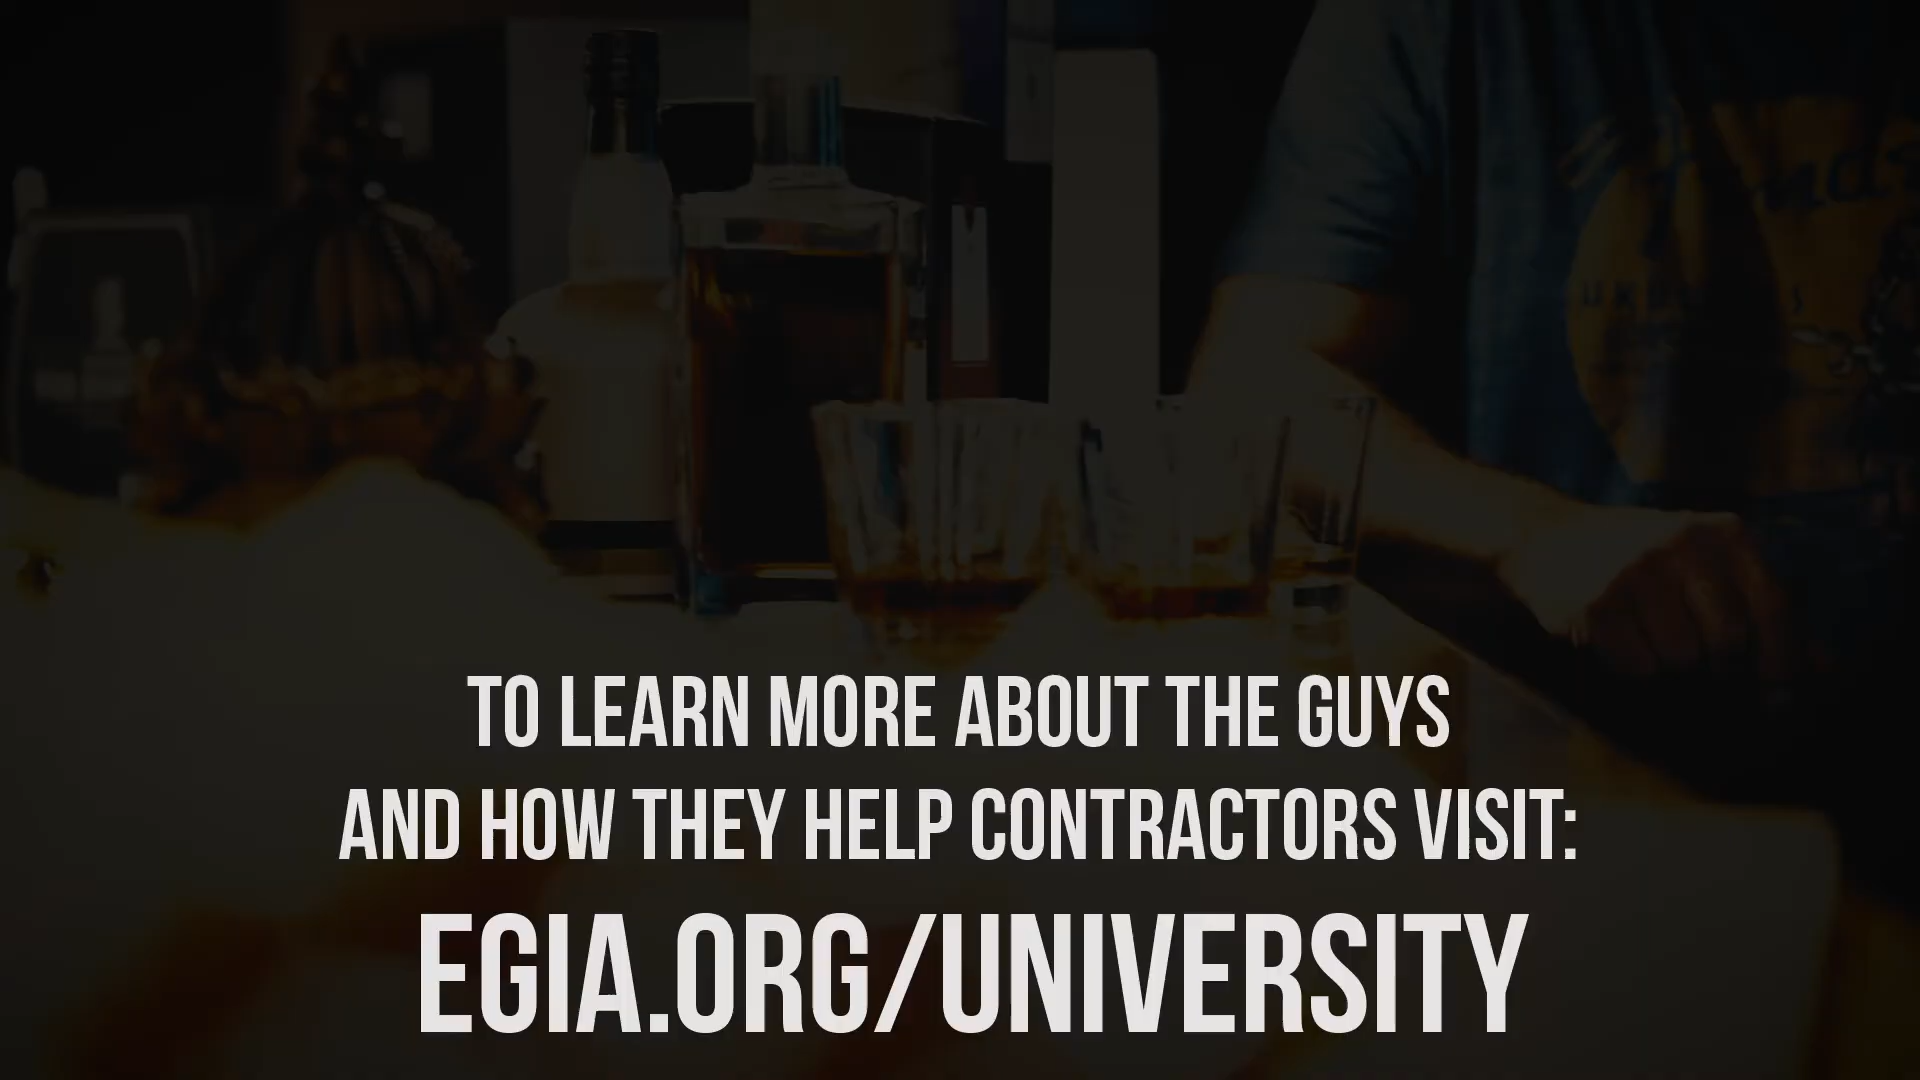 TO LEARN MORE ABOUT THE GUYS
AND HOW THEY HELP CONTRACTORS VISIT:
EGIA.ORG/UNIVERSITY